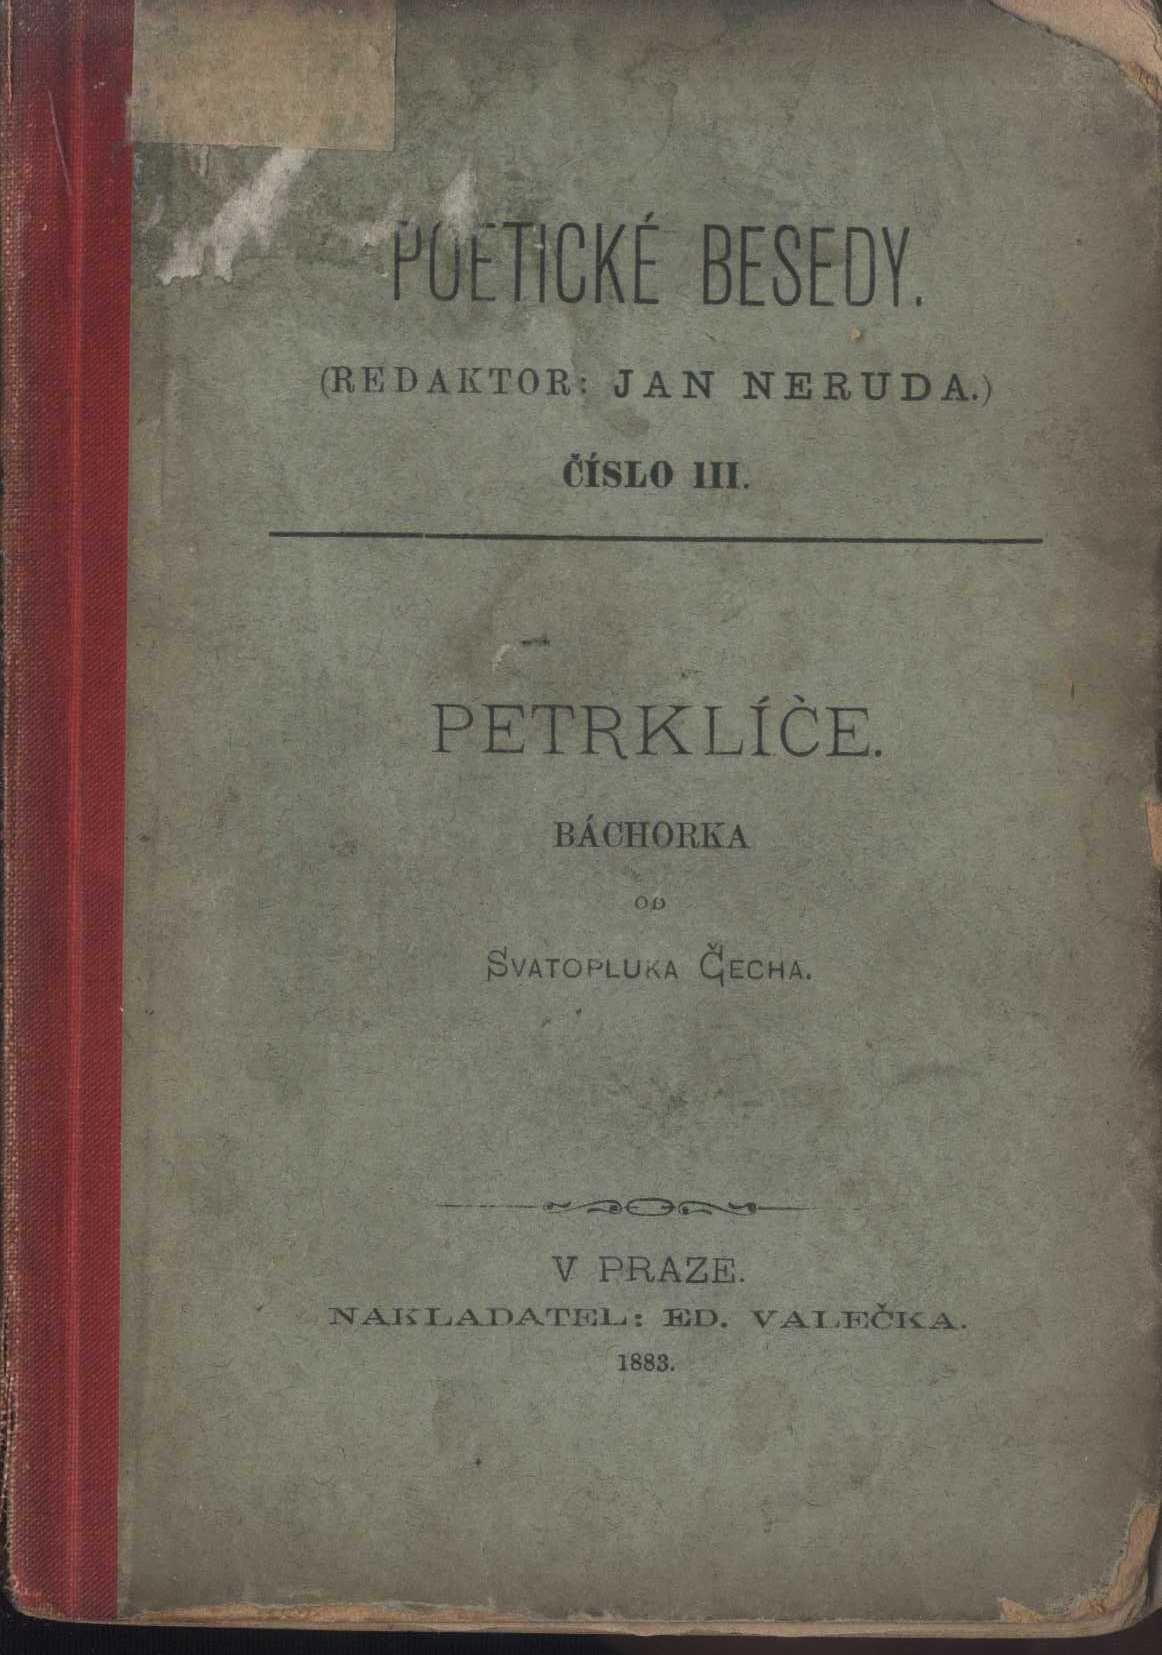 POETICKÉ BESEDY.
(REDAKTOR: JAN NERUDA.)
ČÍSLO III.
PETRKLÍČE.
BÁCHORKA
OD
SVATOPLUKA ČECHA.
V PRAZE.
NAKLADATEL: ED. VALEČKA.
1883.